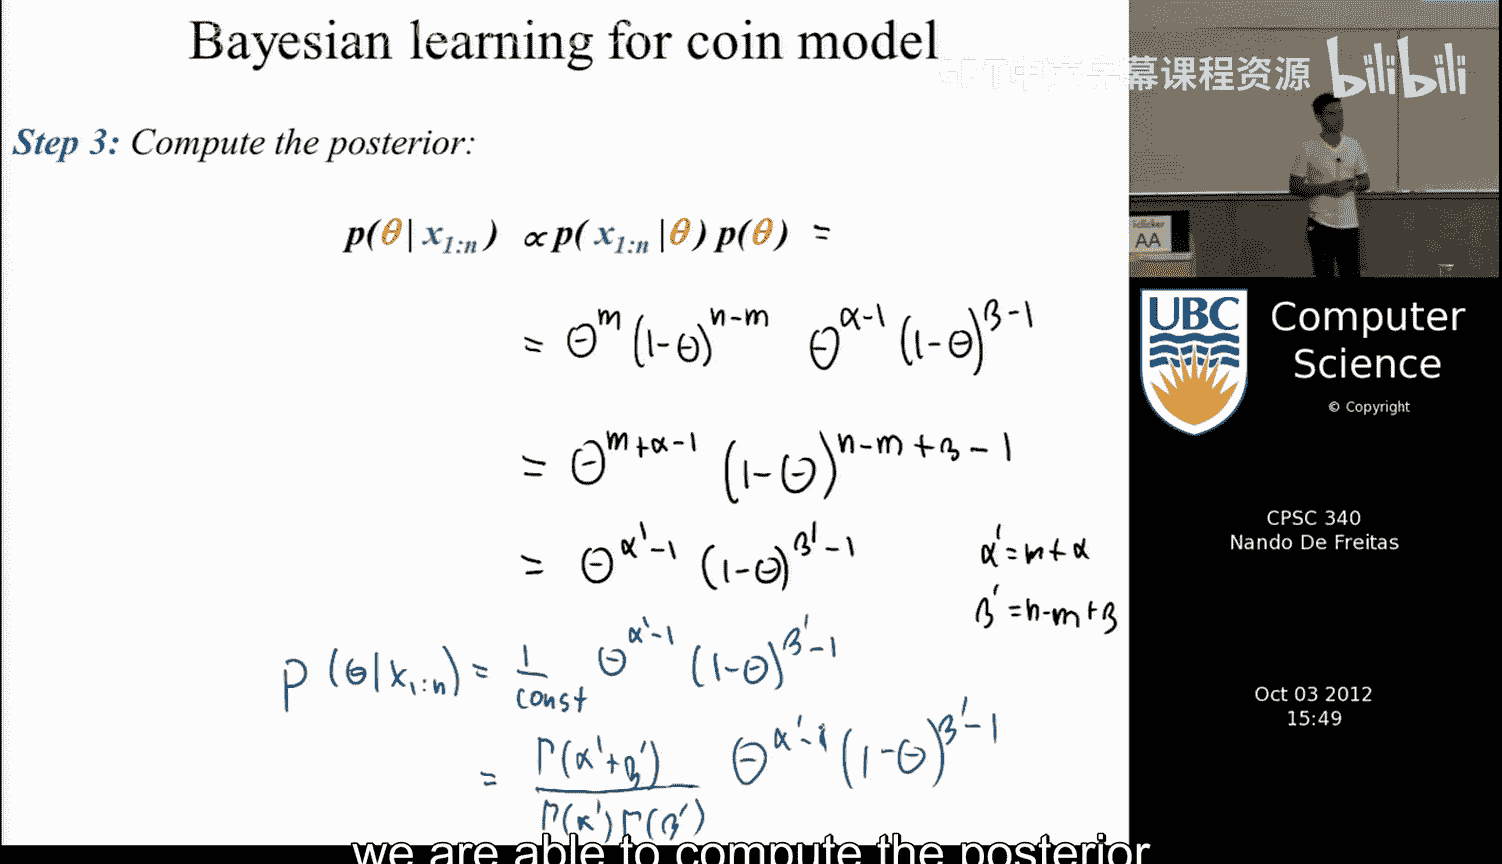 Bayesian learning for coin model
幕课程资源 bilibili
Step 3: Compute the posterior:
p(θ|x1:n) ∝ p(x1:n|θ) p(θ) =
= θ^m (1-θ)^(n-m) θ^(α-1) (1-θ)^(β-1)
= θ^(m+α-1) (1-θ)^(n-m+β-1)
= θ^(α'-1) (1-θ)^(β'-1)
α' = m+α
β' = n-m+β
P(θ|x1:n) = 1/const θ^(α'-1) (1-θ)^(β'-1)
= Γ(α'+β') / Γ(α')Γ(β') θ^(α'-1) (1-θ)^(β'-1)
we are able to compute the posterior
AA
UBC
Computer
Science
© Copyright
CPSC 340
Nando De Freitas
Oct 03 2012
15:49